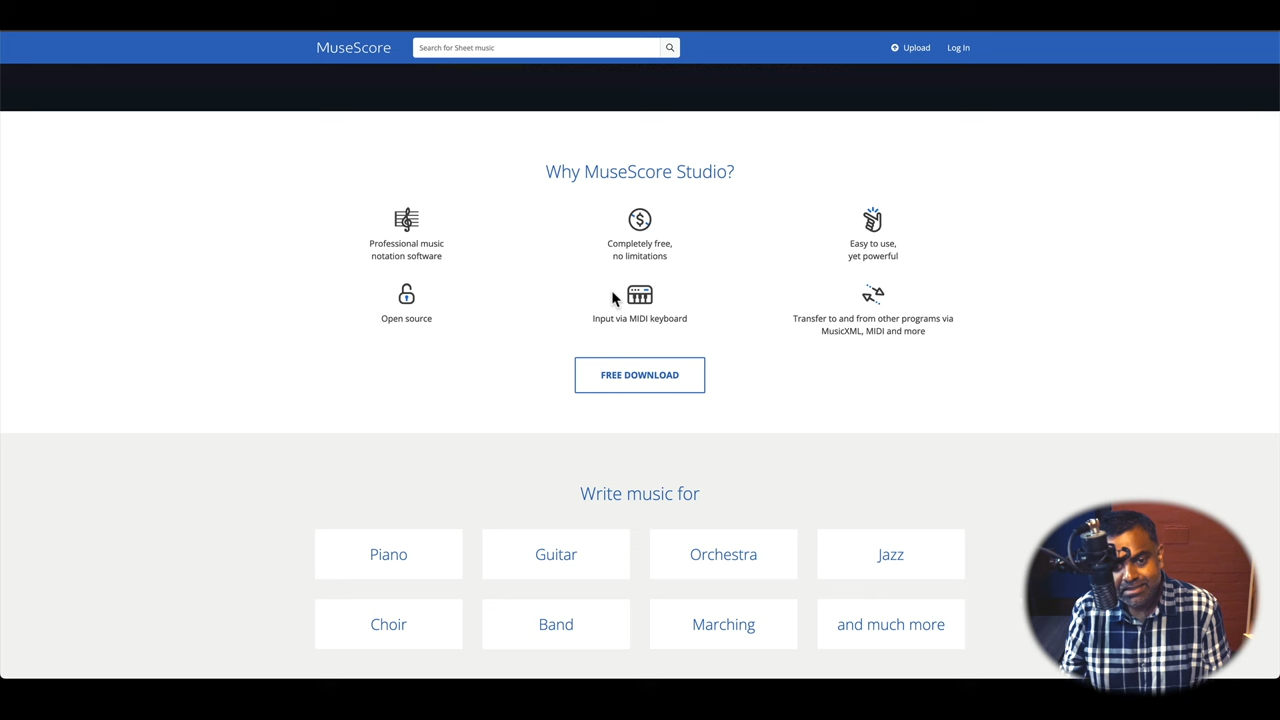 MuseScore
Search for Sheet music
Upload
Log In
Why MuseScore Studio?
Professional music
notation software
Completely free,
no limitations
Easy to use,
yet powerful
Open source
Input via MIDI keyboard
Transfer to and from other programs via
MusicXML, MIDI and more
FREE DOWNLOAD
Write music for
Piano
Guitar
Orchestra
Jazz
Choir
Band
Marching
and much more